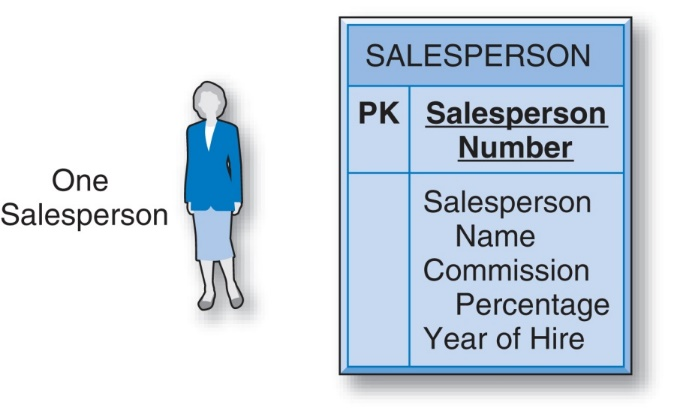 One
Salesperson
SALESPERSON
PK
Salesperson
Number
Salesperson
Name
Commission
Percentage
Year of Hire